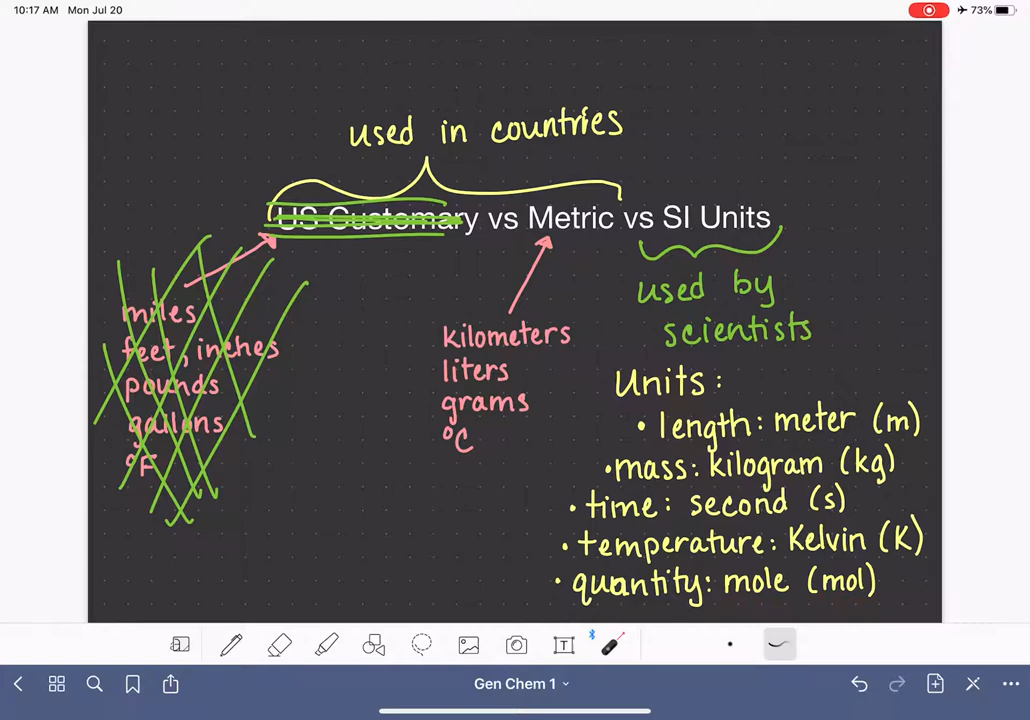 10:17 AM Mon Jul 20
73%
used in countries
US Customary vs Metric vs SI Units
miles
feet, inches
pounds
gallons
°F
kilometers
liters
grams
°C
used by
scientists
Units:
• length: meter (m)
• mass: kilogram (kg)
• time: second (s)
• temperature: Kelvin (K)
• quantity: mole (mol)
T
Gen Chem 1